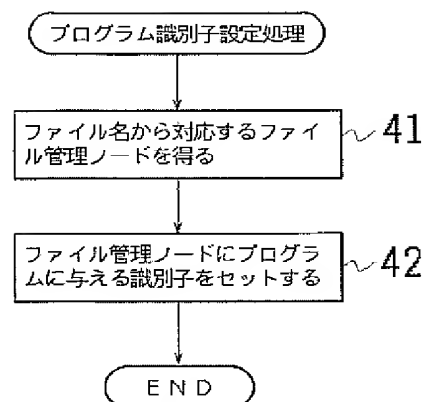 プログラム識別子設定処理
ファイル名から対応するファイ
ル管理ノードを得る
41
ファイル管理ノードにプログラ
ムに与える識別子をセットする
42
END